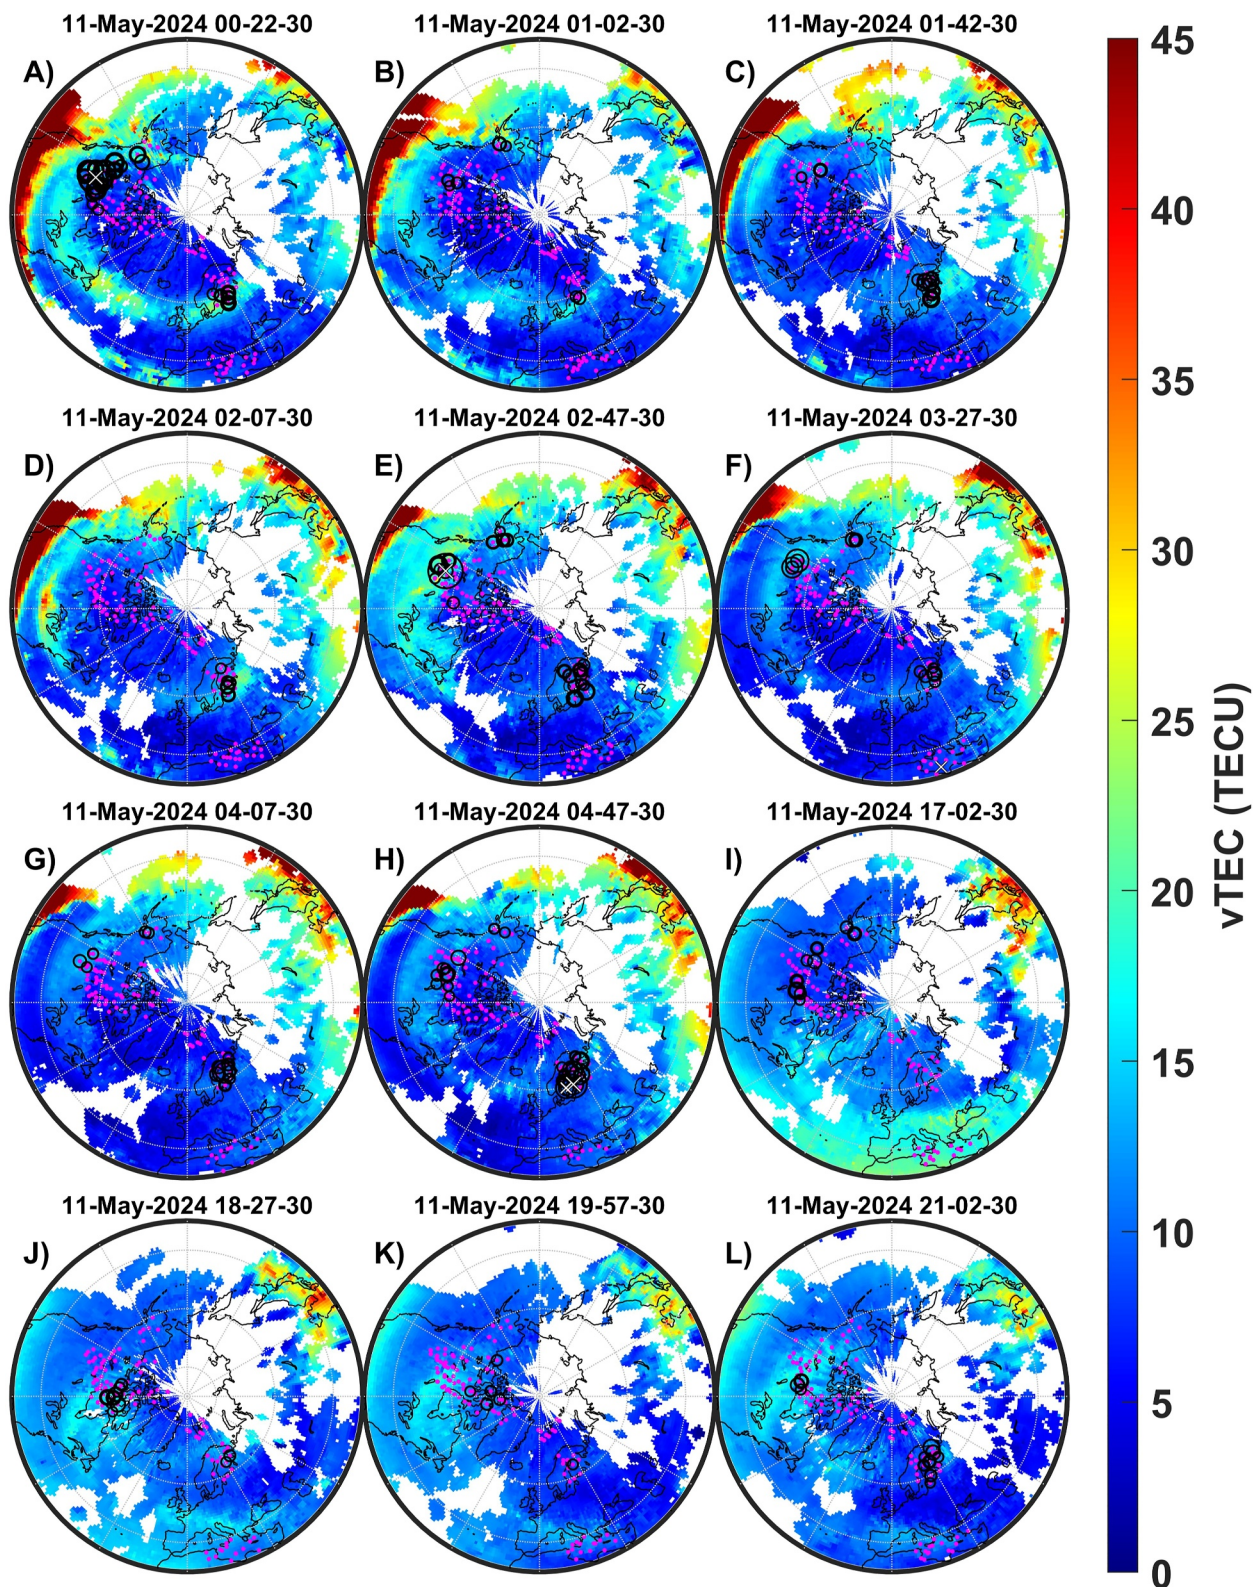 11-May-2024 00-22-30
11-May-2024 01-02-30
11-May-2024 01-42-30
A)
B)
C)
11-May-2024 02-07-30
11-May-2024 02-47-30
11-May-2024 03-27-30
D)
E)
F)
11-May-2024 04-07-30
11-May-2024 04-47-30
11-May-2024 17-02-30
G)
H)
I)
11-May-2024 18-27-30
11-May-2024 19-57-30
11-May-2024 21-02-30
J)
K)
L)
45
40
35
30
25
20
15
10
5
0
vTEC (TECU)